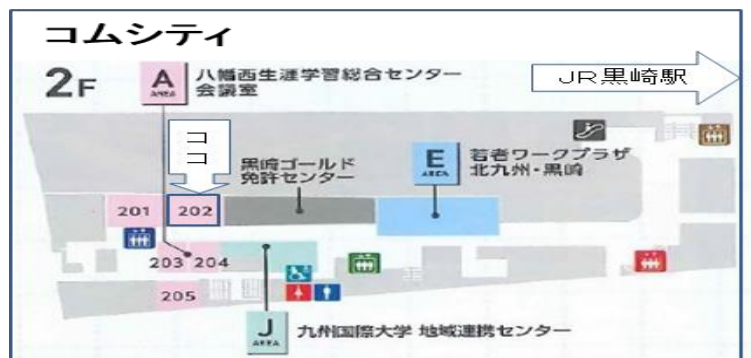 コムシティ
2F
A
AREA
八幡西生涯学習総合センター
会議室
JR黒崎駅
ココ
黒崎ゴールド
免許センター
E
AREA
若者ワークプラザ
北九州・黒崎
201
202
203
204
205
J
AREA
九州国際大学 地域連携センター